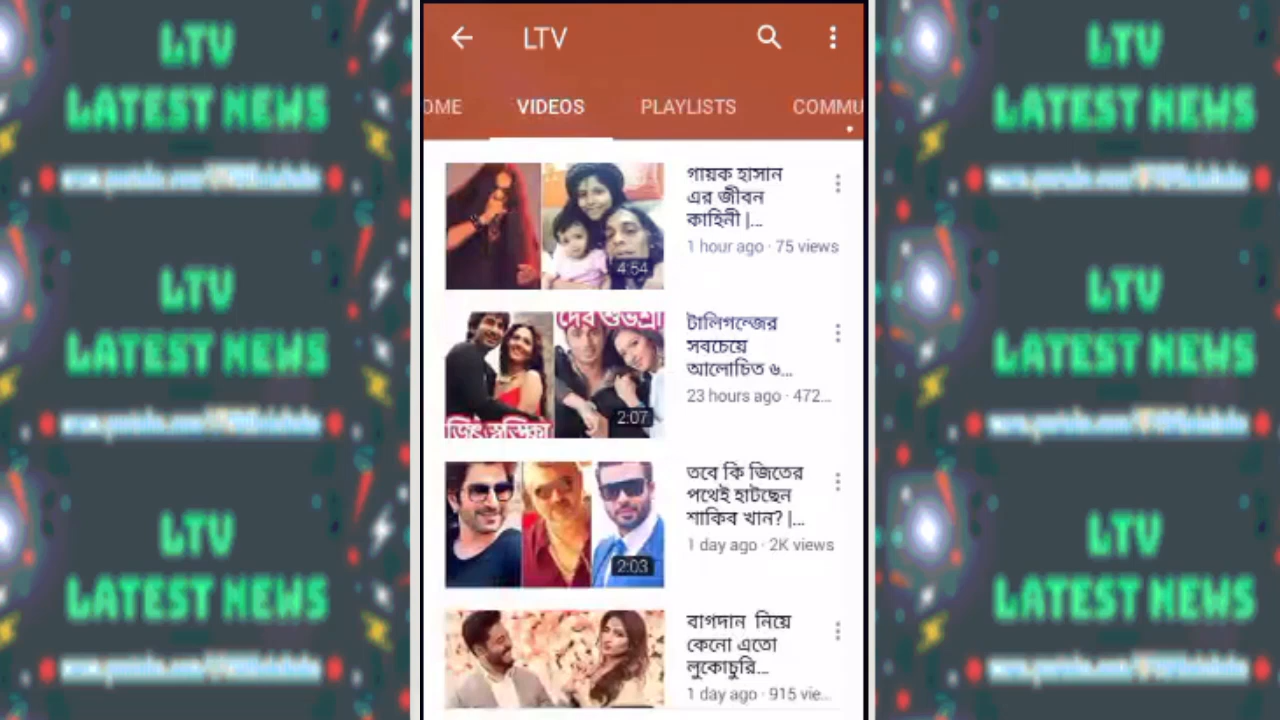 LTV
LATEST NEWS
LTV
LATEST NEWS
LTV
LATEST NEWS
LTV
OME VIDEOS PLAYLISTS COMMU
গায়ক হাসান
এর জীবন
কাহিনী |...
1 hour ago · 75 views
4:54
টালিগন্জের
সবচেয়ে
আলোচিত ৬...
23 hours ago · 472...
দেব শুভশ্রী
2:07
তবে কি জিতের
পথেই হাটছেন
শাকিব খান? |...
1 day ago · 2K views
2:03
বাগদান নিয়ে
কেনো এতো
লুকোচুরি...
1 day ago · 915 vie...
LTV
LATEST NEWS
LTV
LATEST NEWS
LTV
LATEST NEWS